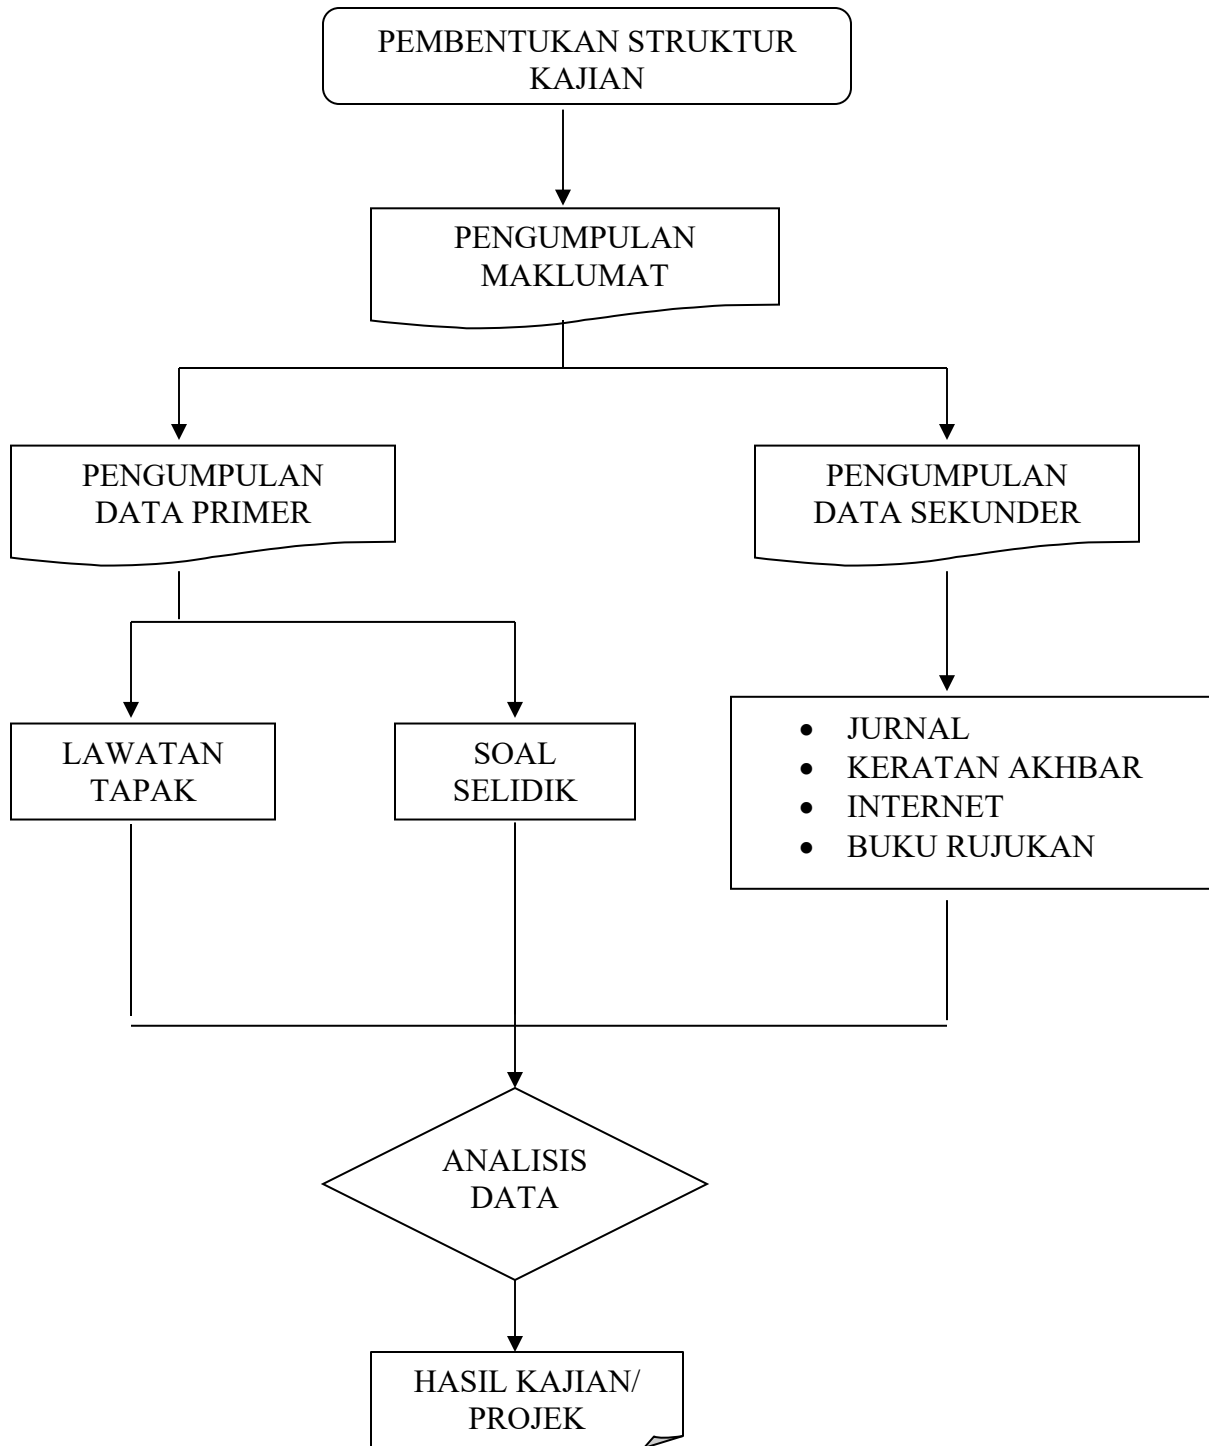 PEMBENTUKAN STRUKTUR
KAJIAN
PENGUMPULAN
MAKLUMAT
PENGUMPULAN
DATA PRIMER
PENGUMPULAN
DATA SEKUNDER
LAWATAN
TAPAK
SOAL
SELIDIK
• JURNAL
• KERATAN AKHBAR
• INTERNET
• BUKU RUJUKAN
ANALISIS
DATA
HASIL KAJIAN/
PROJEK